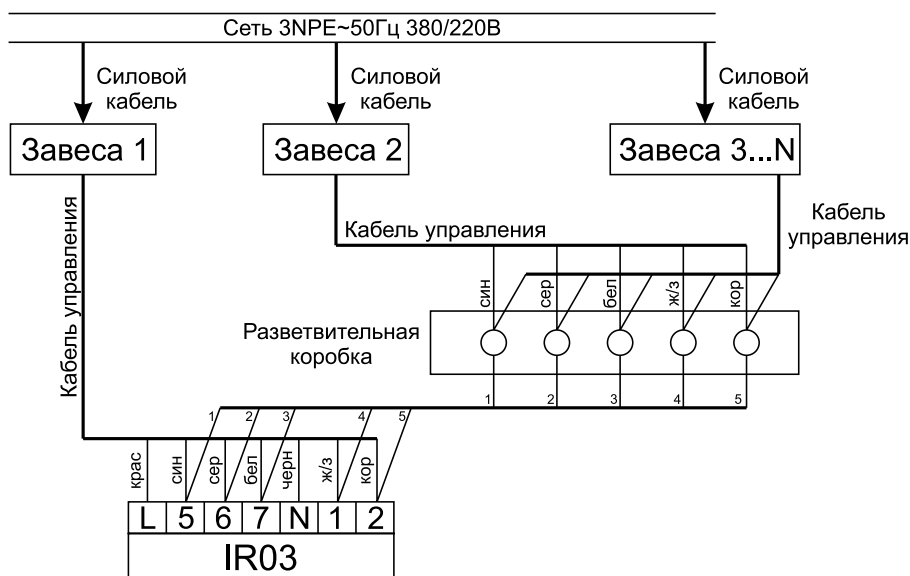 Сеть 3NPE~50Гц 380/220В
Силовой
кабель
Силовой
кабель
Силовой
кабель
Завеса 1
Завеса 2
Завеса 3...N
Кабель управления
Кабель управления
Кабель
управления
син
сер
бел
ж/з
кор
Разветвительная
коробка
1
2
3
4
5
1
2
3
4
5
крас
син
сер
бел
черн
ж/з
кор
L
5
6
7
N
1
2
IR03